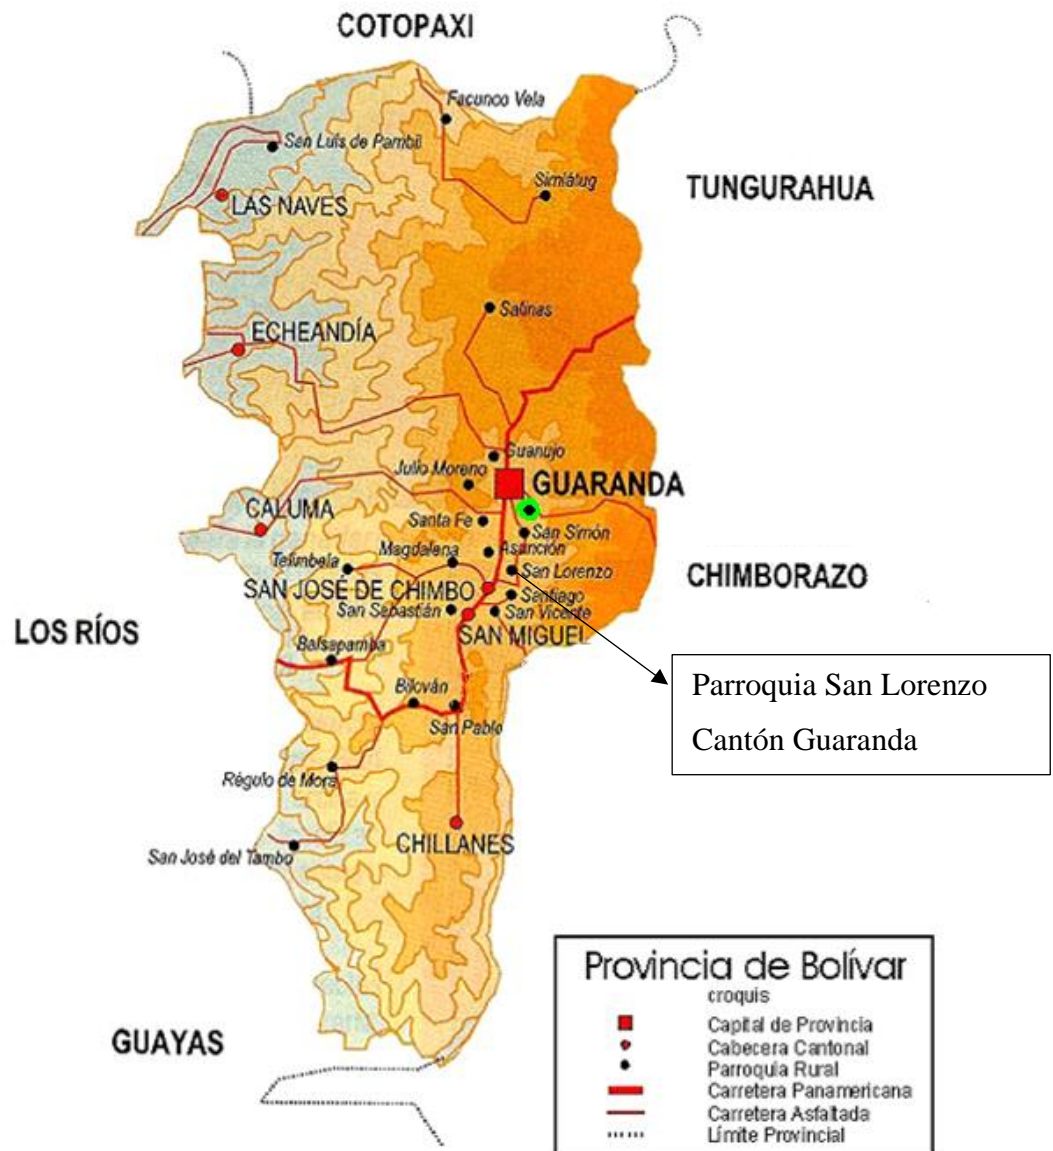 COTOPAXI
Facunco Vela
San Luis de Pambil
Simiátug
TUNGURAHUA
LAS NAVES
Salinas
ECHEANDÍA
Guanujo
Julio Moreno
GUARANDA
CALUMA
Santa Fe
San Simón
Magdalena
Asunción
Telimbela
San Lorenzo
CHIMBORAZO
SAN JOSÉ DE CHIMBO
Santiago
San Sebastián
San Vicente
LOS RÍOS
SAN MIGUEL
Balsapamba
Parroquia San Lorenzo
Cantón Guaranda
Bilován
San Pablo
Régulo de Mora
CHILLANES
San José del Tambo
Provincia de Bolívar
croquis
Capital de Provincia
Cabecera Cantonal
Parroquia Rural
Carretera Panamericana
Carretera Asfaltada
Límite Provincial
GUAYAS